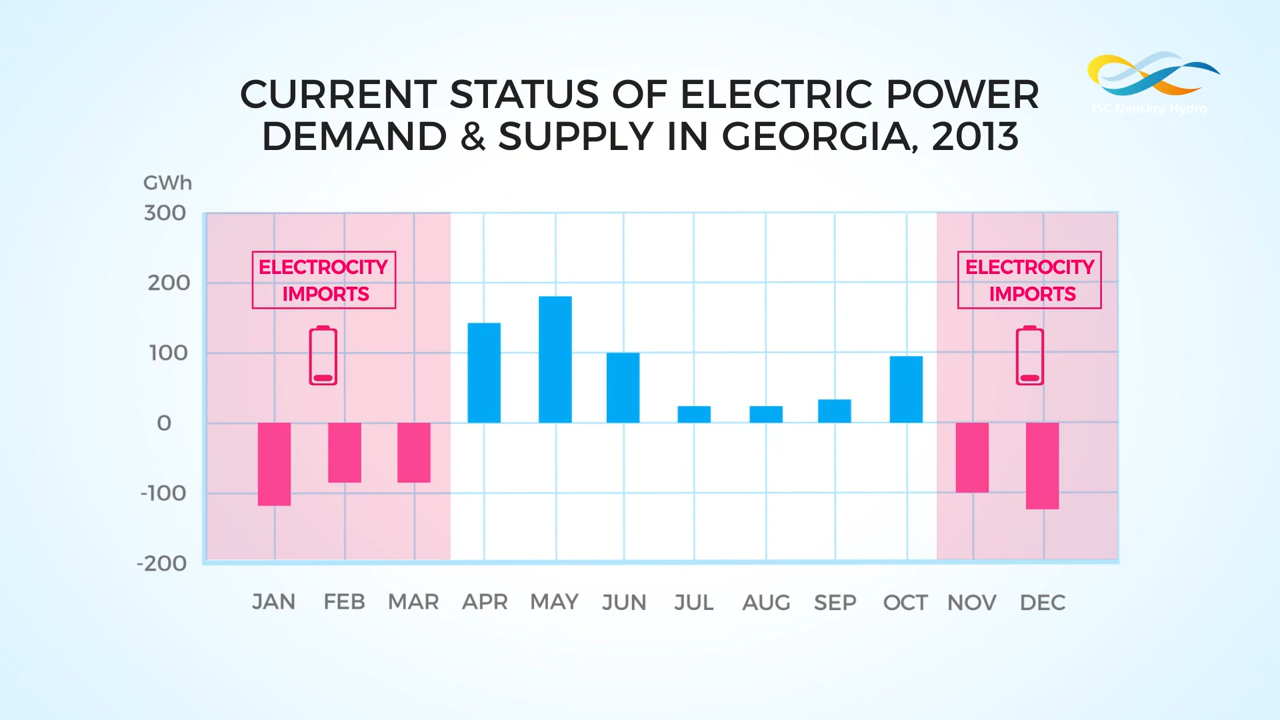 CURRENT STATUS OF ELECTRIC POWER
DEMAND & SUPPLY IN GEORGIA, 2013
JSC Nenskra Hydro
GWh
300
200
100
0
-100
-200
ELECTROCITY
IMPORTS
ELECTROCITY
IMPORTS
JAN FEB MAR APR MAY JUN JUL AUG SEP OCT NOV DEC